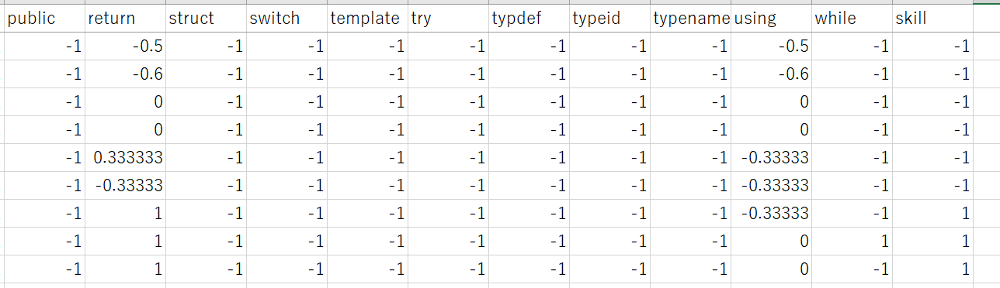 public return struct switch template try typdef typeid typename using while skill
-1 -0.5 -1 -1 -1 -1 -1 -1 -1 -0.5 -1 -1
-1 -0.6 -1 -1 -1 -1 -1 -1 -1 -0.6 -1 -1
-1 0 -1 -1 -1 -1 -1 -1 -1 0 -1 -1
-1 0 -1 -1 -1 -1 -1 -1 -1 0 -1 -1
-1 0.333333 -1 -1 -1 -1 -1 -1 -1 -0.33333 -1 -1
-1 -0.33333 -1 -1 -1 -1 -1 -1 -1 -0.33333 -1 -1
-1 1 -1 -1 -1 -1 -1 -1 -1 -0.33333 -1 1
-1 1 -1 -1 -1 -1 -1 -1 -1 0 1 1
-1 1 -1 -1 -1 -1 -1 -1 -1 0 -1 1